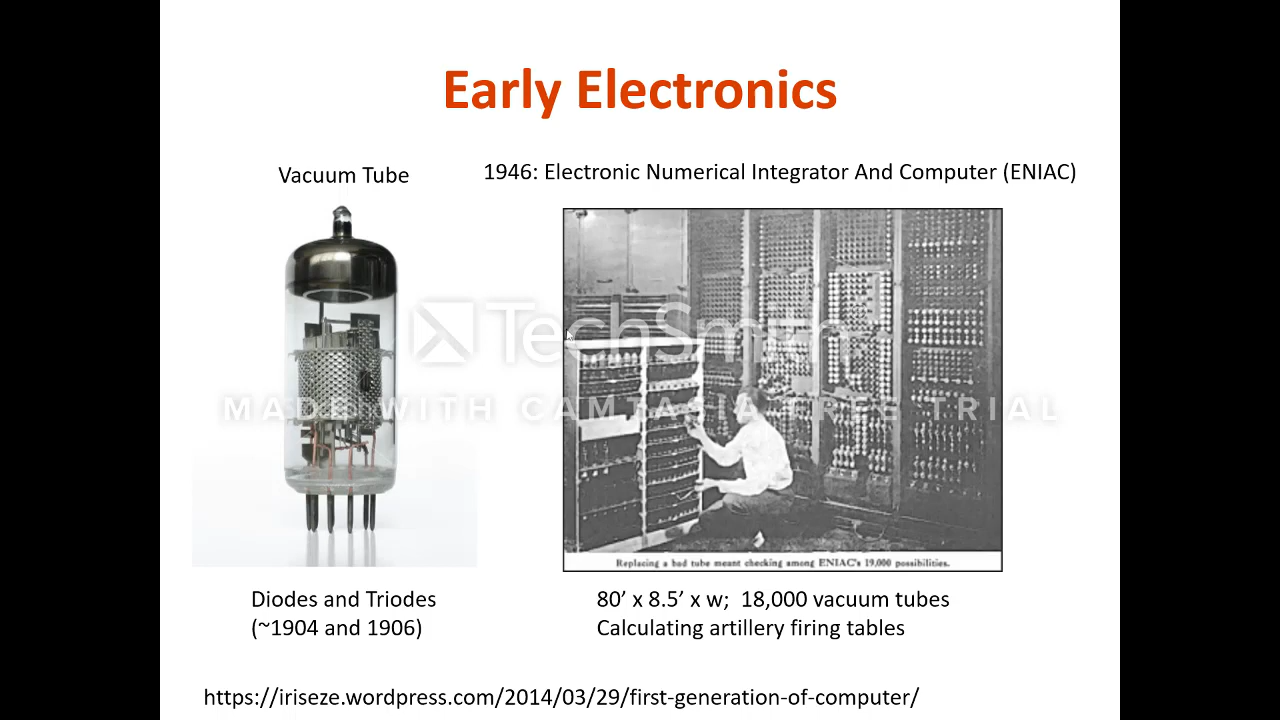 Early Electronics
Vacuum Tube
1946: Electronic Numerical Integrator And Computer (ENIAC)
TechSmith
MADE WITH CAMTASIA FREE TRIAL
Replacing a bad tube meant checking among ENIAC's 19,000 possibilities.
Diodes and Triodes
(~1904 and 1906)
80’ x 8.5’ x w;  18,000 vacuum tubes
Calculating artillery firing tables
https://iriseze.wordpress.com/2014/03/29/first-generation-of-computer/